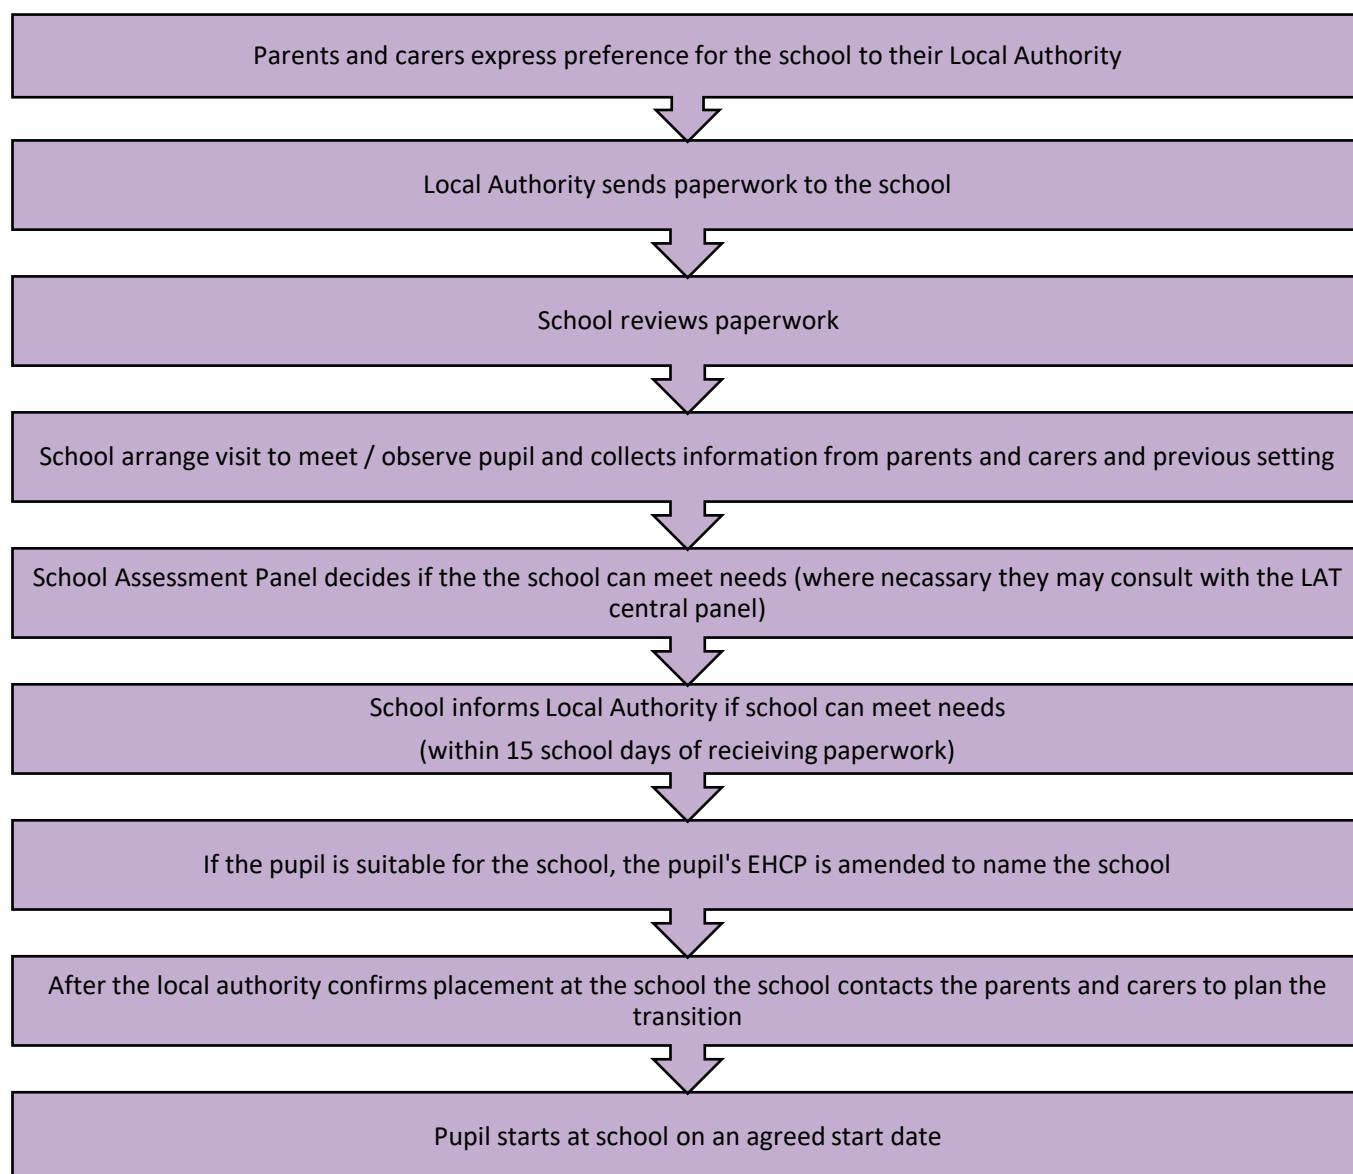 Parents and carers express preference for the school to their Local Authority
Local Authority sends paperwork to the school
School reviews paperwork
School arrange visit to meet / observe pupil and collects information from parents and carers and previous setting
School Assessment Panel decides if the the school can meet needs (where necassary they may consult with the LAT
central panel)
School informs Local Authority if school can meet needs
(within 15 school days of recieiving paperwork)
If the pupil is suitable for the school, the pupil's EHCP is amended to name the school
After the local authority confirms placement at the school the school contacts the parents and carers to plan the
transition
Pupil starts at school on an agreed start date